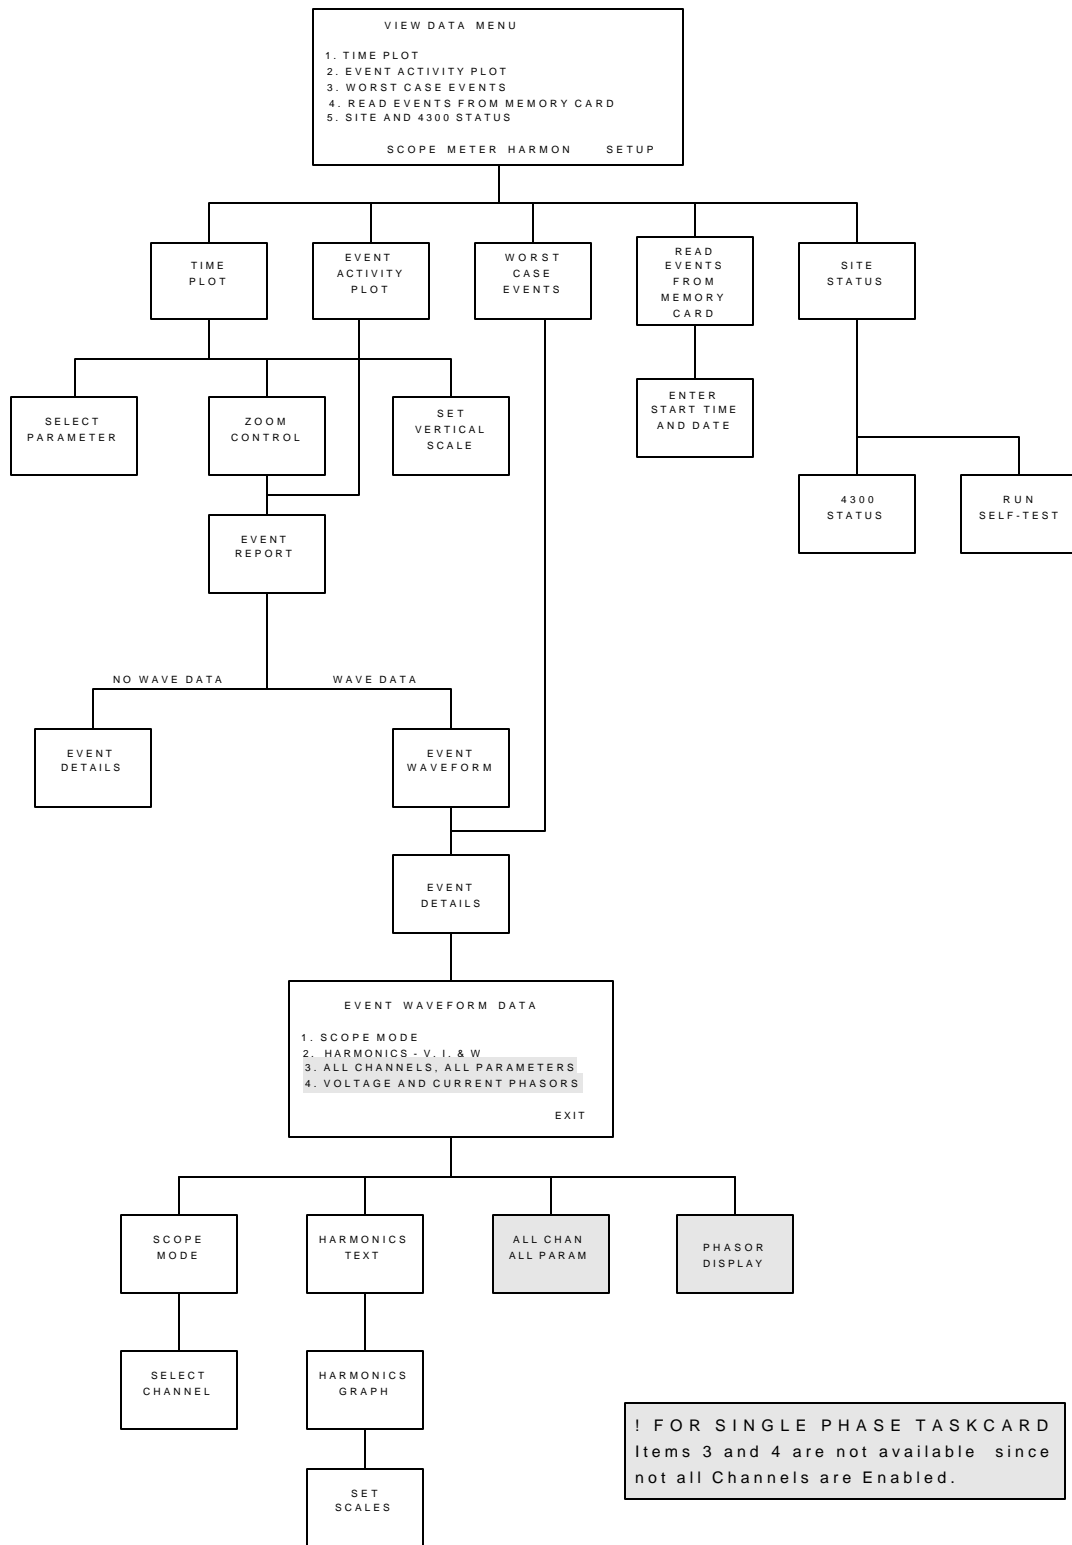 VIEW DATA MENU
1. TIME PLOT
2. EVENT ACTIVITY PLOT
3. WORST CASE EVENTS
4. READ EVENTS FROM MEMORY CARD
5. SITE AND 4300 STATUS
SCOPE METER HARMON SETUP
TIME
PLOT
EVENT
ACTIVITY
PLOT
WORST
CASE
EVENTS
READ
EVENTS
FROM
MEMORY
CARD
SITE
STATUS
SELECT
PARAMETER
ZOOM
CONTROL
SET
VERTICAL
SCALE
ENTER
START TIME
AND DATE
4300
STATUS
RUN
SELF-TEST
EVENT
REPORT
NO WAVE DATA
WAVE DATA
EVENT
DETAILS
EVENT
WAVEFORM
EVENT
DETAILS
EVENT WAVEFORM DATA
1. SCOPE MODE
2. HARMONICS - V, I, & W
3. ALL CHANNELS, ALL PARAMETERS
4. VOLTAGE AND CURRENT PHASORS
EXIT
SCOPE
MODE
HARMONICS
TEXT
ALL CHAN
ALL PARAM
PHASOR
DISPLAY
SELECT
CHANNEL
HARMONICS
GRAPH
SET
SCALES
! FOR SINGLE PHASE TASKCARD
Items 3 and 4 are not available since
not all Channels are Enabled.